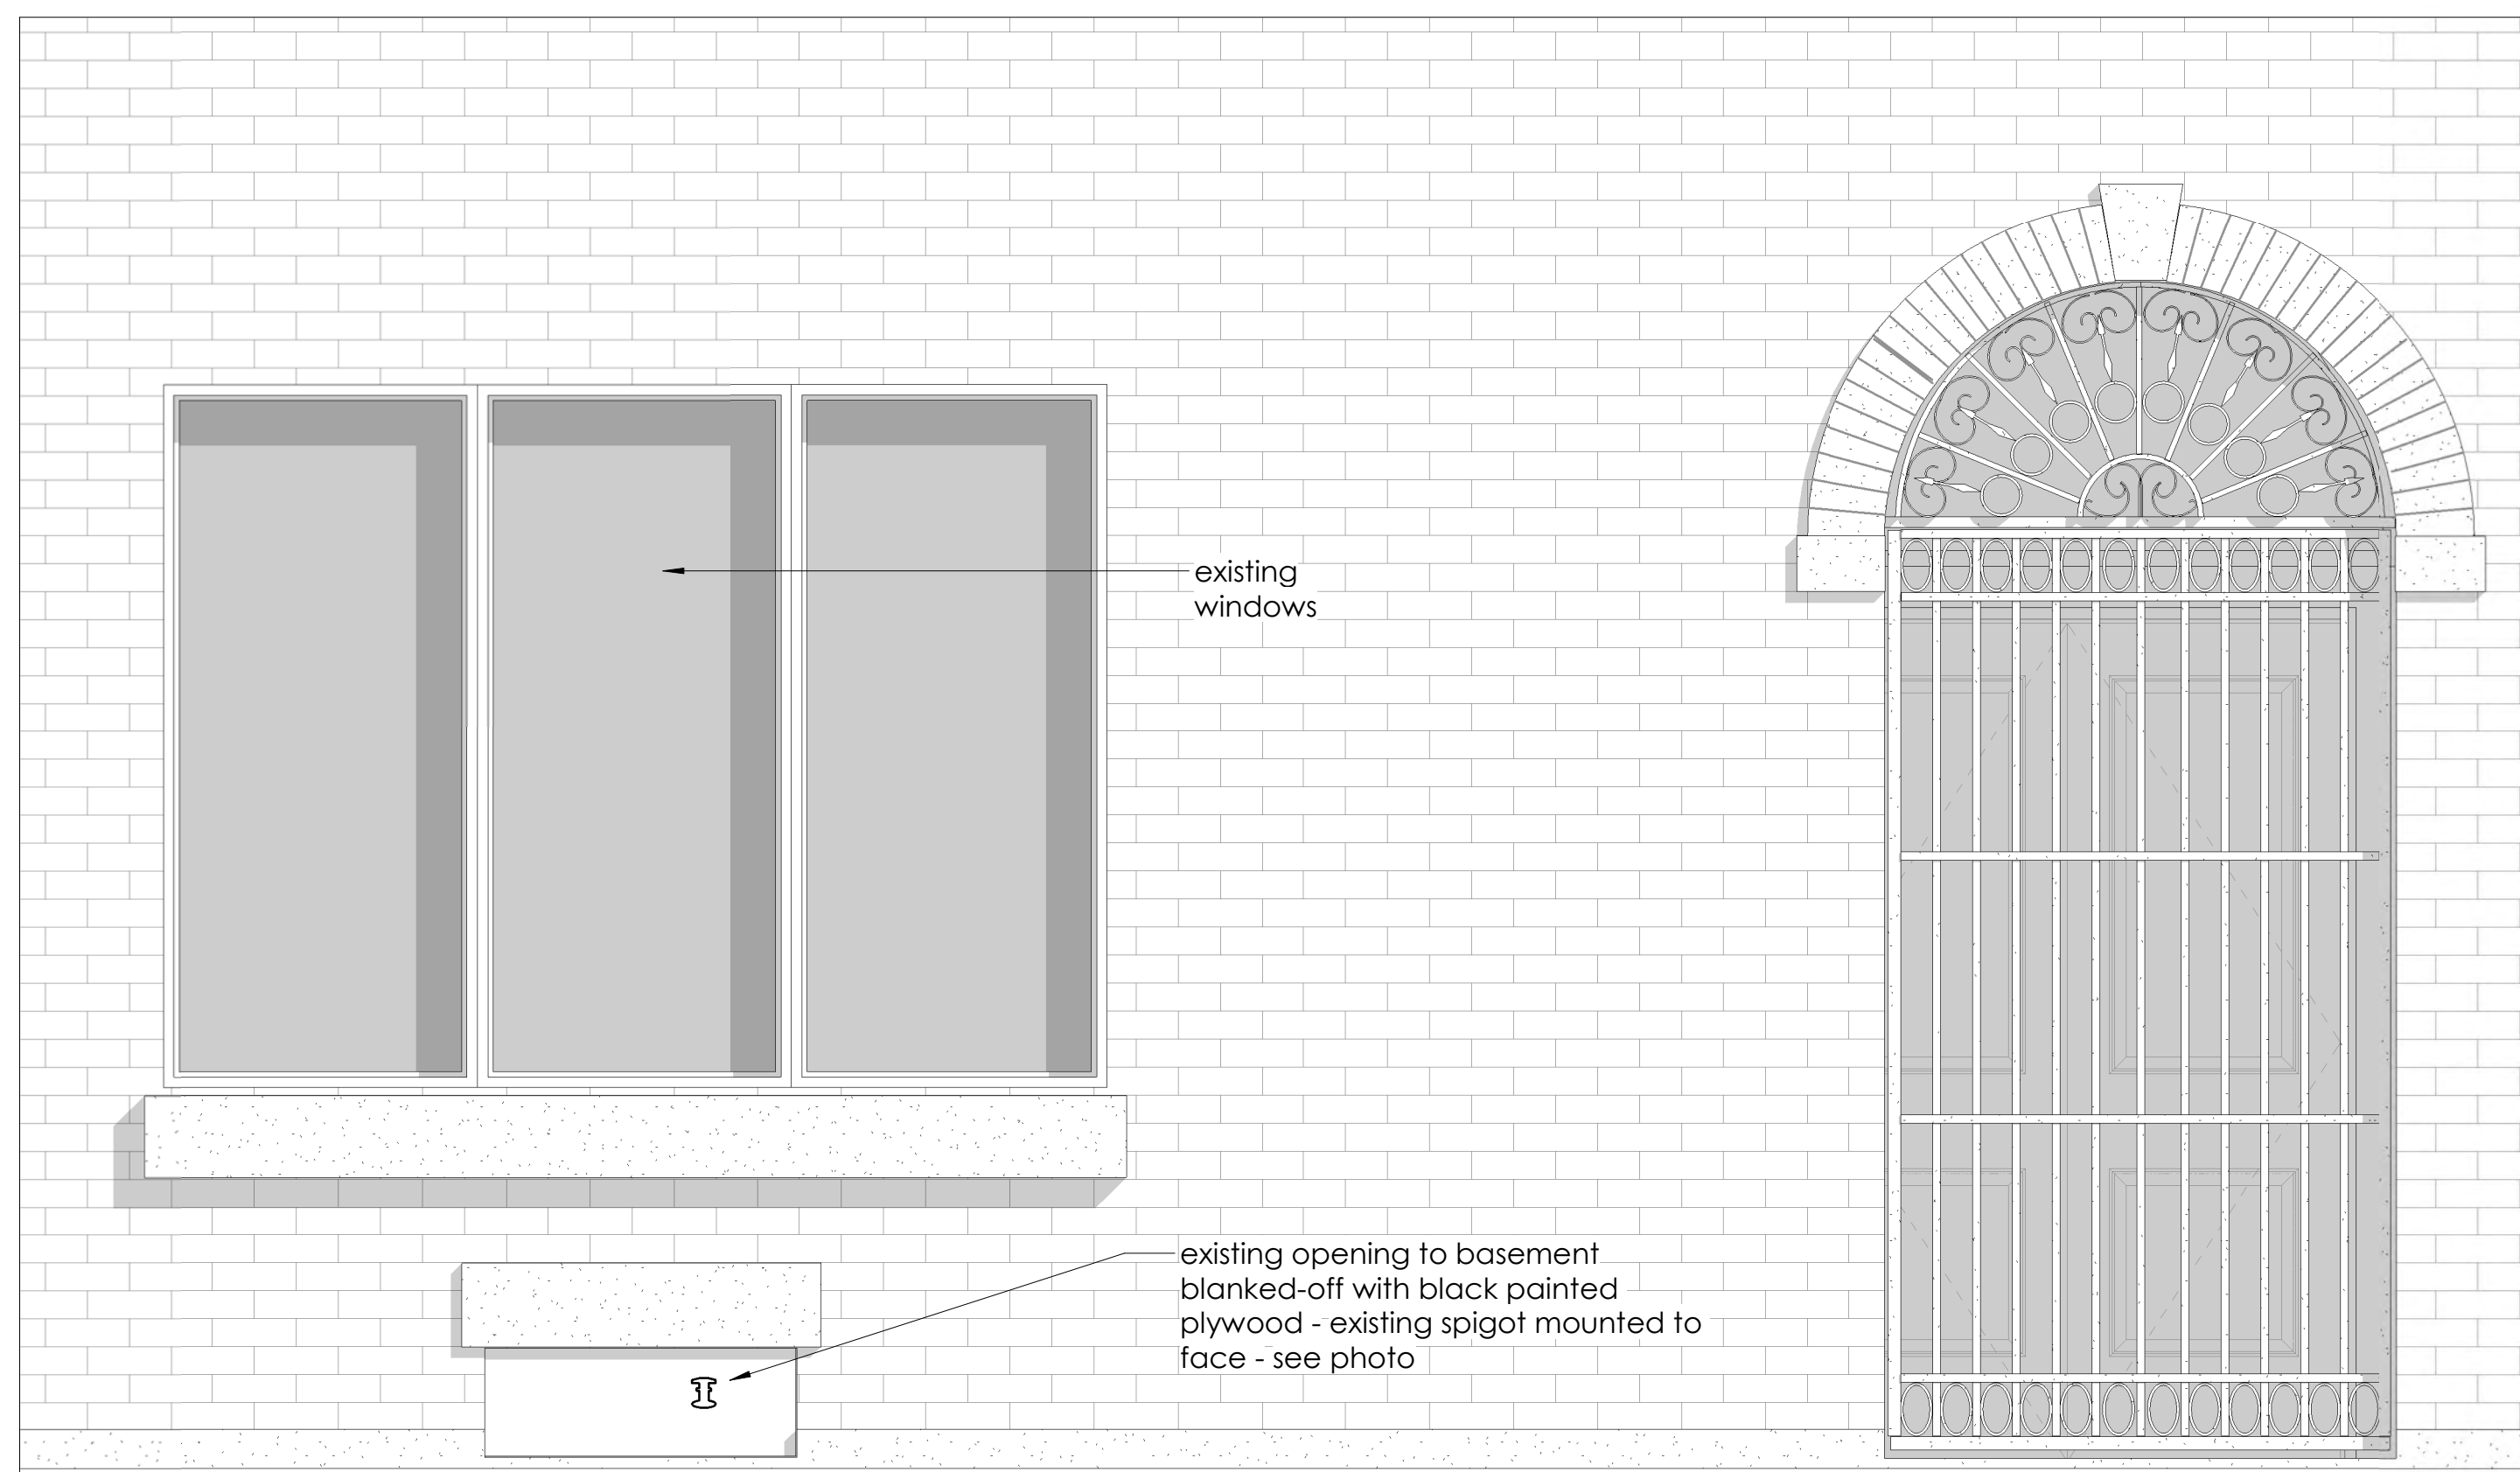 existing
windows
existing opening to basement
blanked-off with black painted
plywood - existing spigot mounted to
face - see photo